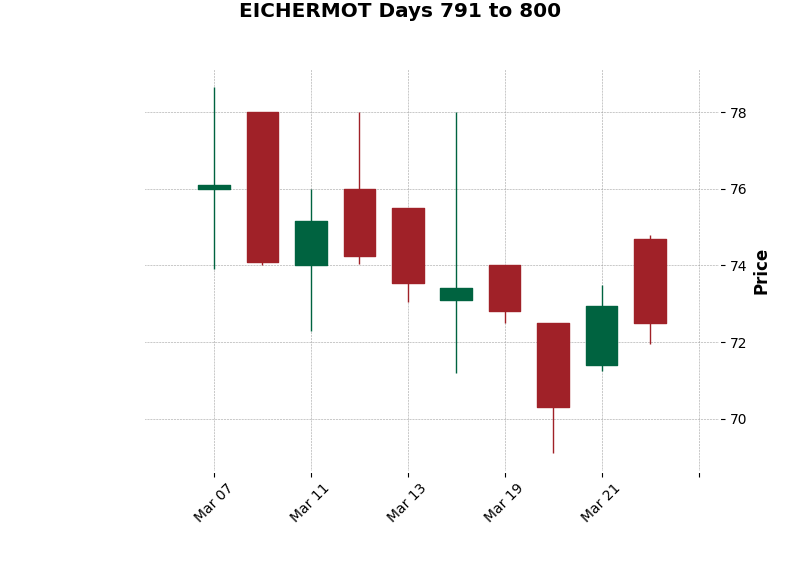 EICHERMOT Days 791 to 800
78
76
74
72
70
Price
Mar 07
Mar 11
Mar 13
Mar 19
Mar 21